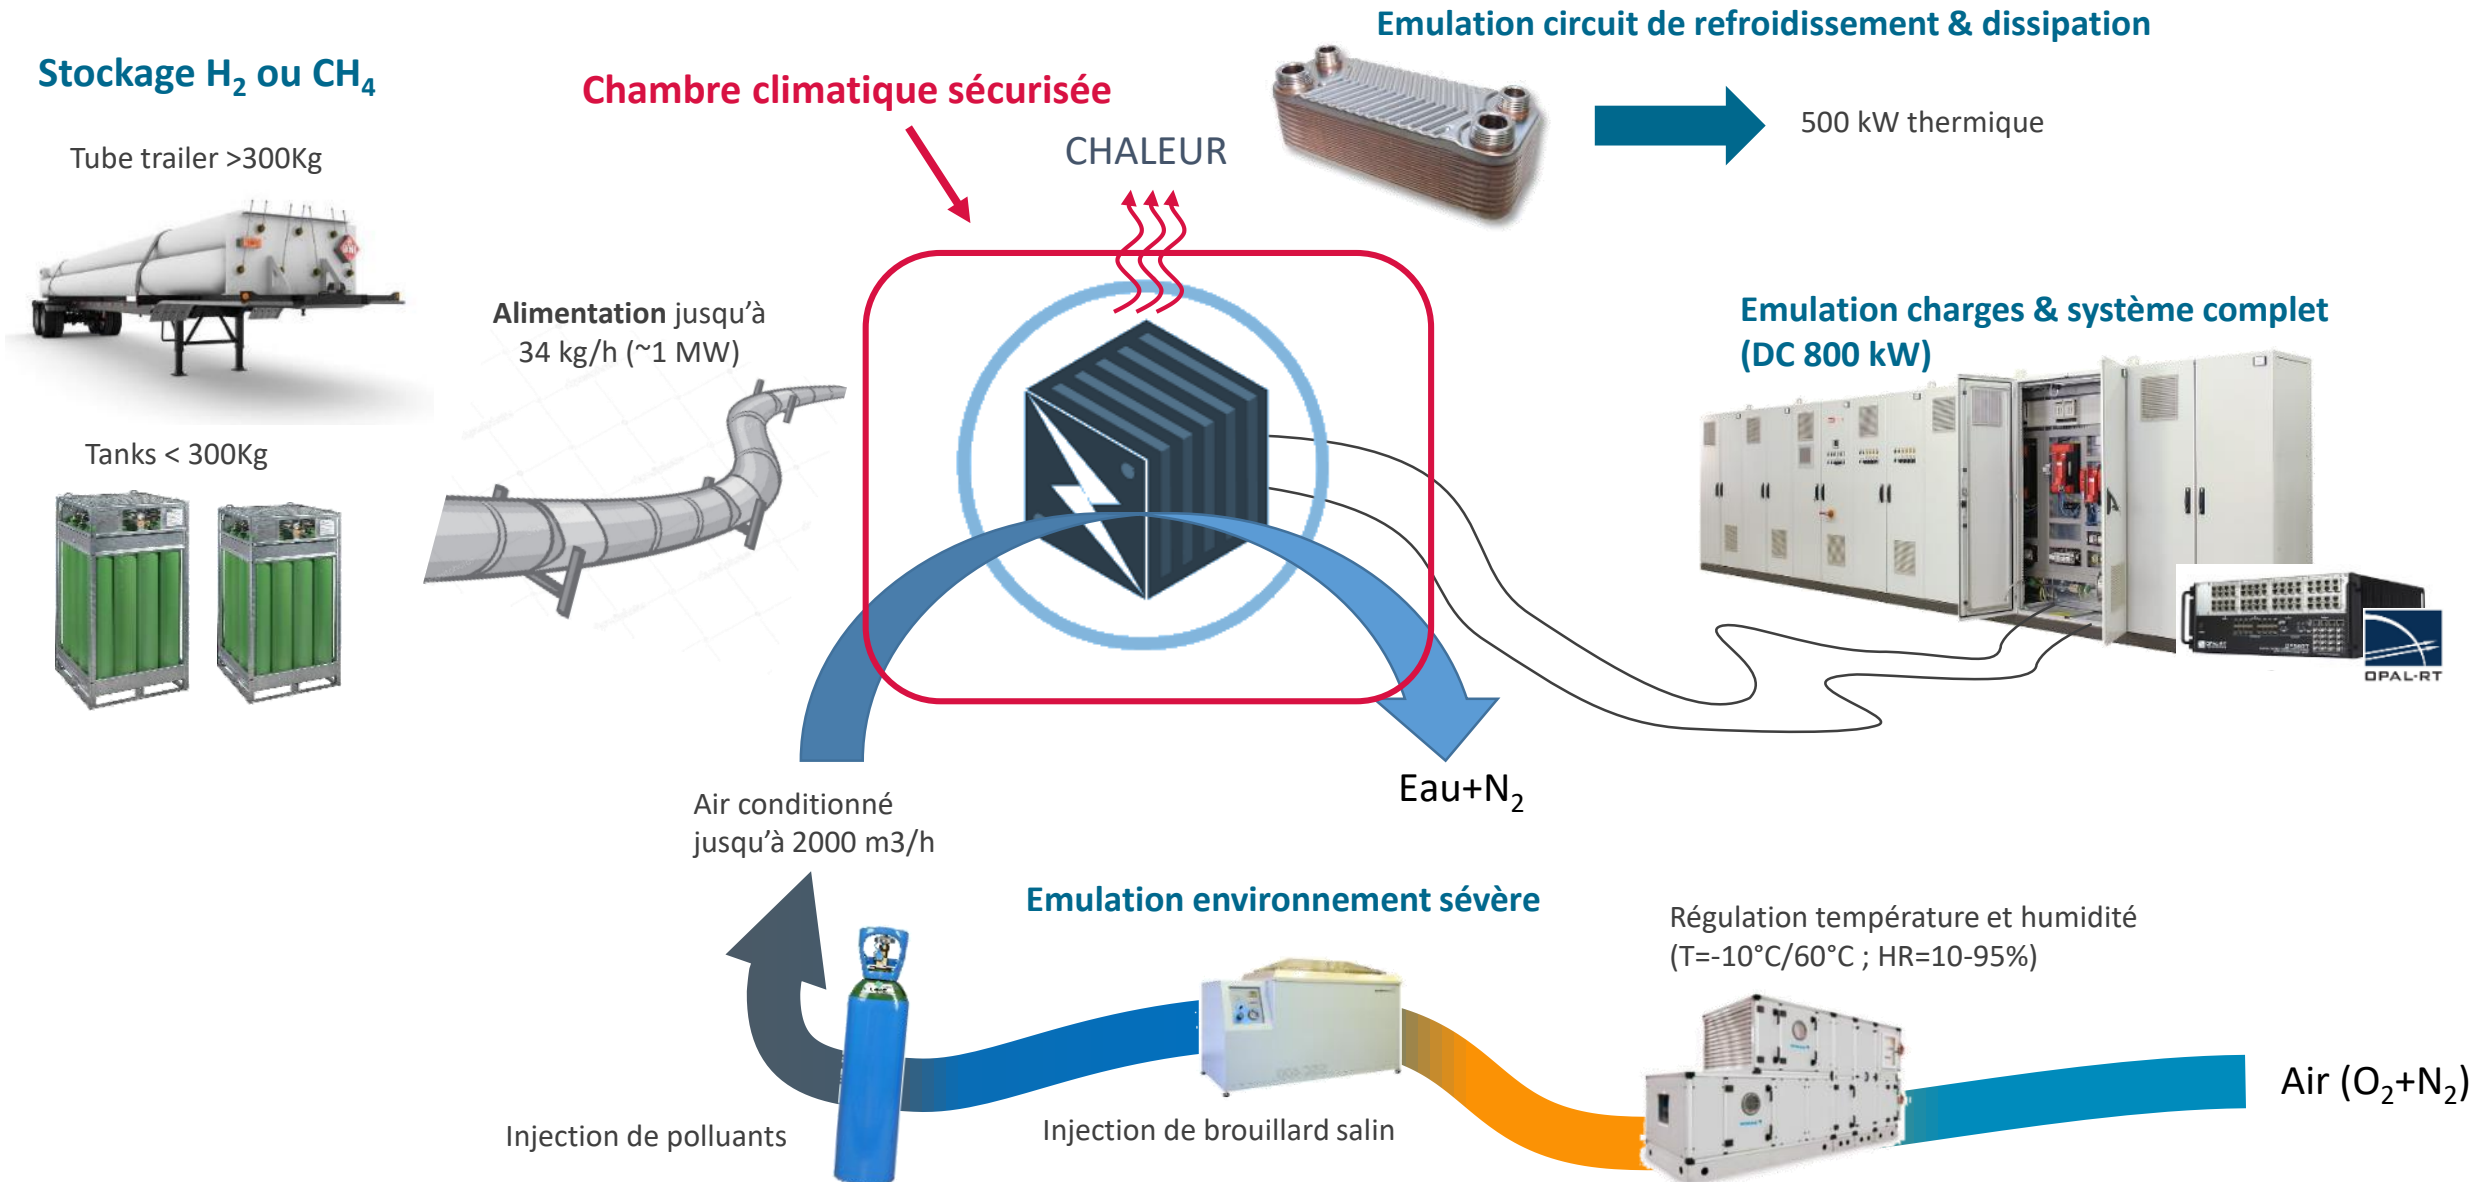 Emulation circuit de refroidissement & dissipation
Stockage H₂ ou CH₄
Chambre climatique sécurisée
500 kW thermique
CHALEUR
Tube trailer >300Kg
Alimentation jusqu'à
34 kg/h (~1 MW)
Emulation charges & système complet
(DC 800 kW)
Tanks < 300Kg
OPAL-RT
Eau+N₂
Air conditionné
jusqu'à 2000 m3/h
Emulation environnement sévère
Régulation température et humidité
(T=-10°C/60°C ; HR=10-95%)
Air (O₂+N₂)
Injection de polluants
Injection de brouillard salin